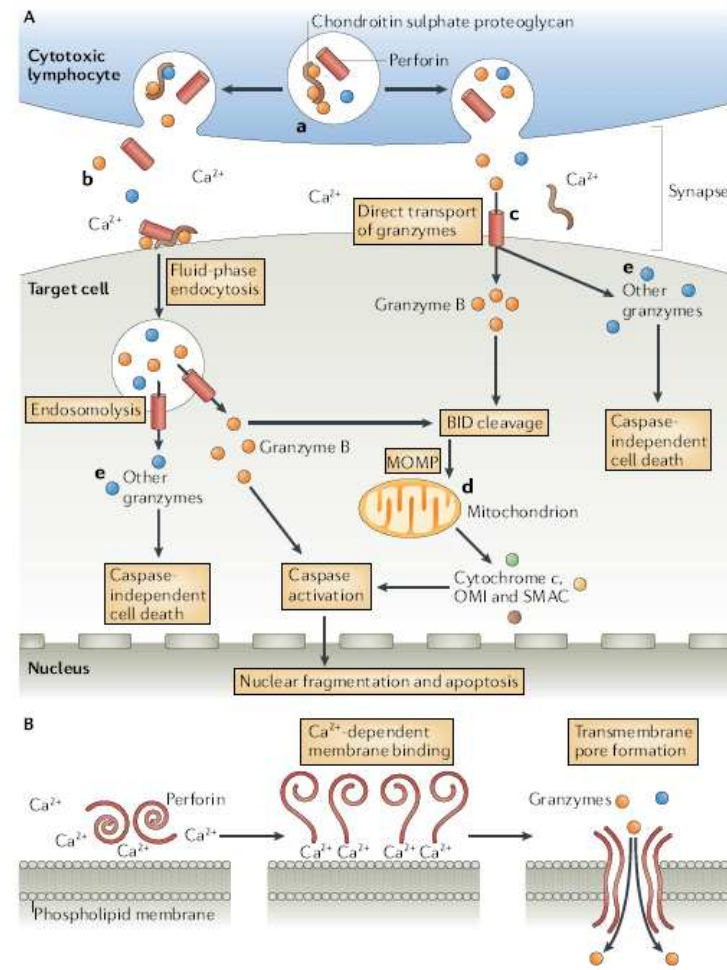 A
Chondroitin sulphate proteoglycan
Cytotoxic
lymphocyte
Perforin
a
b
Ca²⁺
Ca²⁺
Ca²⁺
Ca²⁺
Synapse
Direct transport
of granzymes
c
Fluid-phase
endocytosis
Target cell
Granzyme B
e
Other
granzymes
Endosomolysis
Granzyme B
BID cleavage
Caspase-
independent
cell death
MOMP
d
Mitochondrion
e
Other
granzymes
Caspase-
independent
cell death
Caspase
activation
Cytochrome c,
OMI and SMAC
Nucleus
Nuclear fragmentation and apoptosis
B
Ca²⁺-dependent
membrane binding
Transmembrane
pore formation
Ca²⁺
Perforin
Ca²⁺
Ca²⁺
Ca²⁺
Ca²⁺ Ca²⁺ Ca²⁺ Ca²⁺
Granzymes
Phospholipid membrane